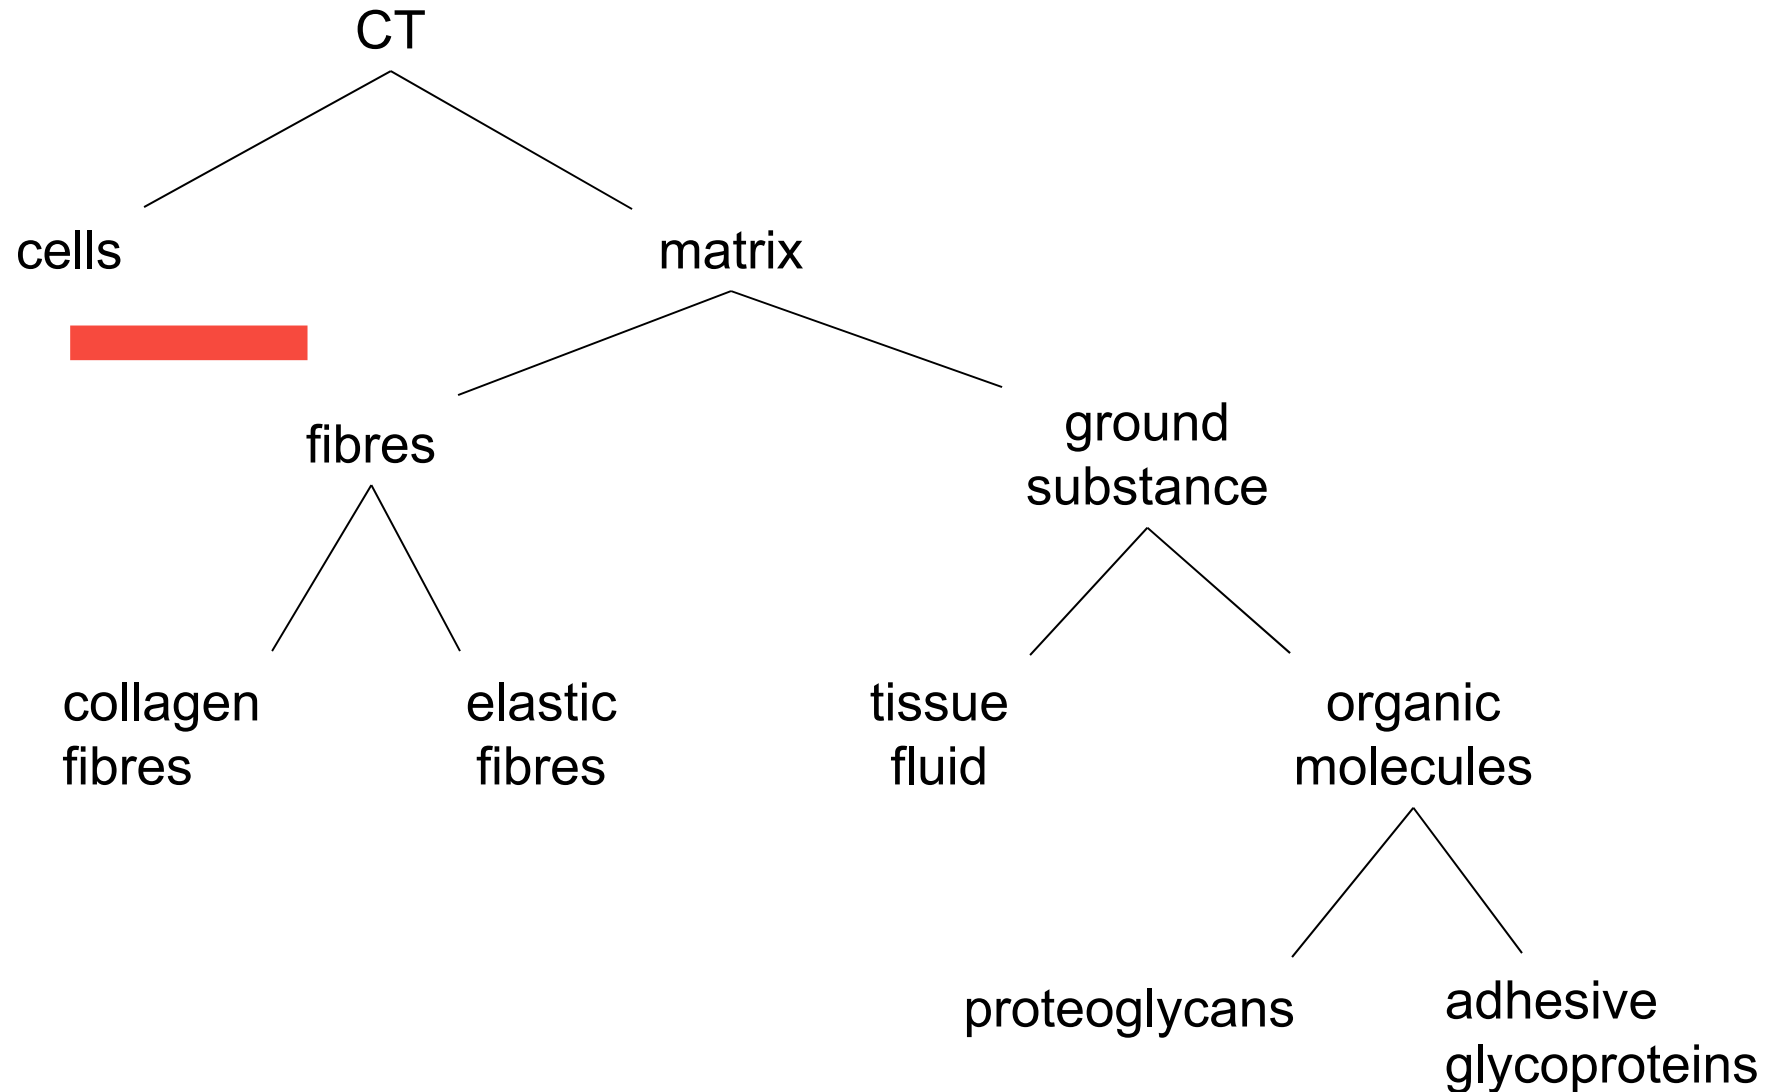 CT
cells
matrix
fibres
ground
substance
collagen
fibres
elastic
fibres
tissue
fluid
organic
molecules
proteoglycans
adhesive
glycoproteins